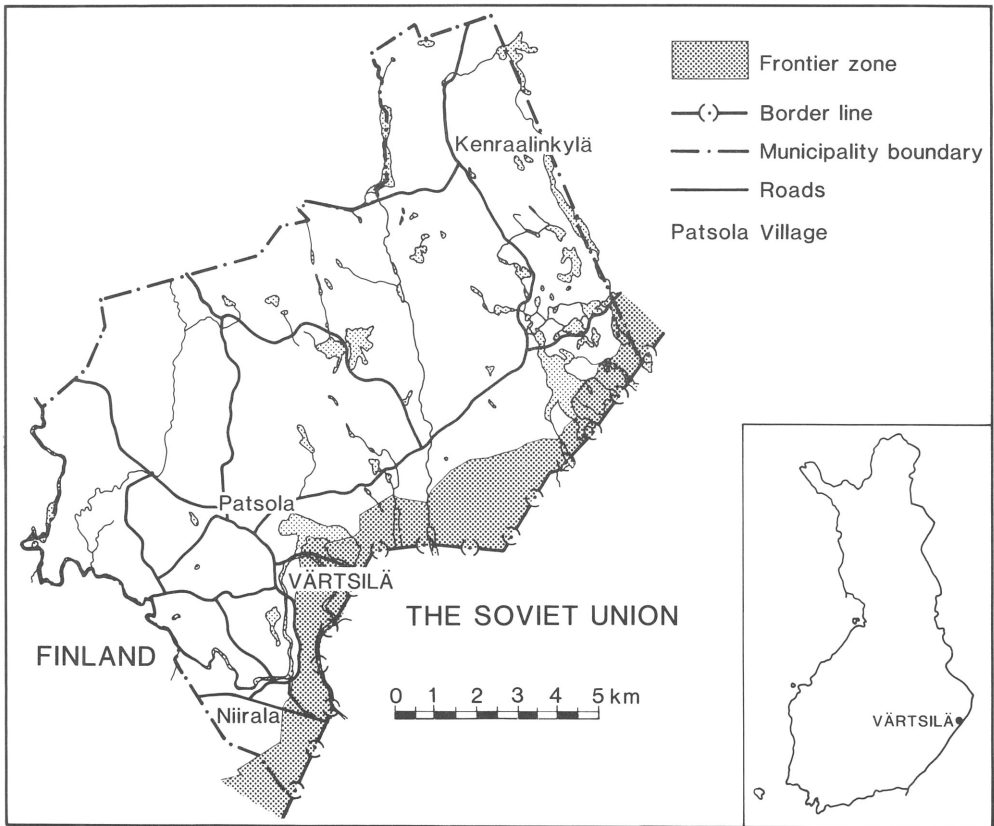 Frontier zone
Border line
Municipality boundary
Roads
Patsola Village
Kenraalinkylä
Patsola
VÄRTSILÄ
THE SOVIET UNION
FINLAND
0 1 2 3 4 5 km
Niirala
VÄRTSILÄ